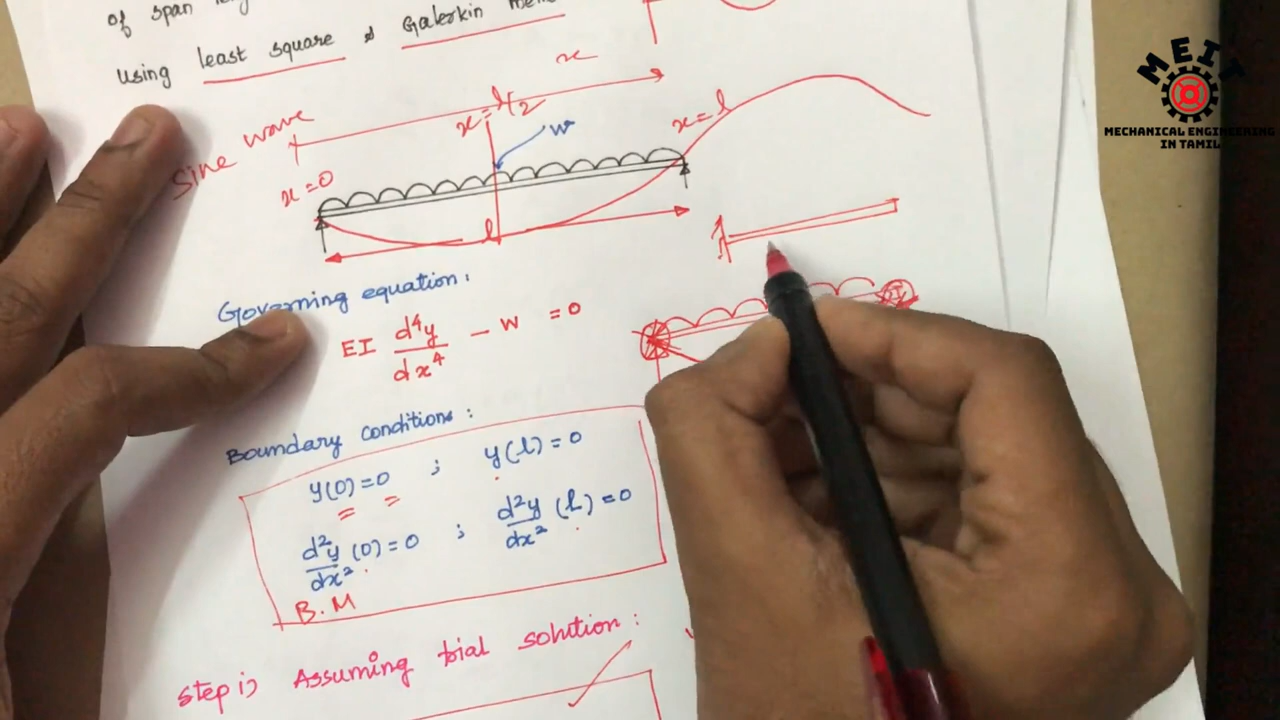 of span
using least square & Galerkin
x
sine wave
x=0
x=l/2
w
x=l
l
Governing equation:
EI d⁴y/dx⁴ - w = 0
Boundary conditions:
y(0)=0 ; y(l)=0
d²y/dx² (0)=0 ; d²y/dx² (l)=0
B.M
step i) Assuming trial solution:
MEIT
MECHANICAL ENGINEERING
IN TAMIL